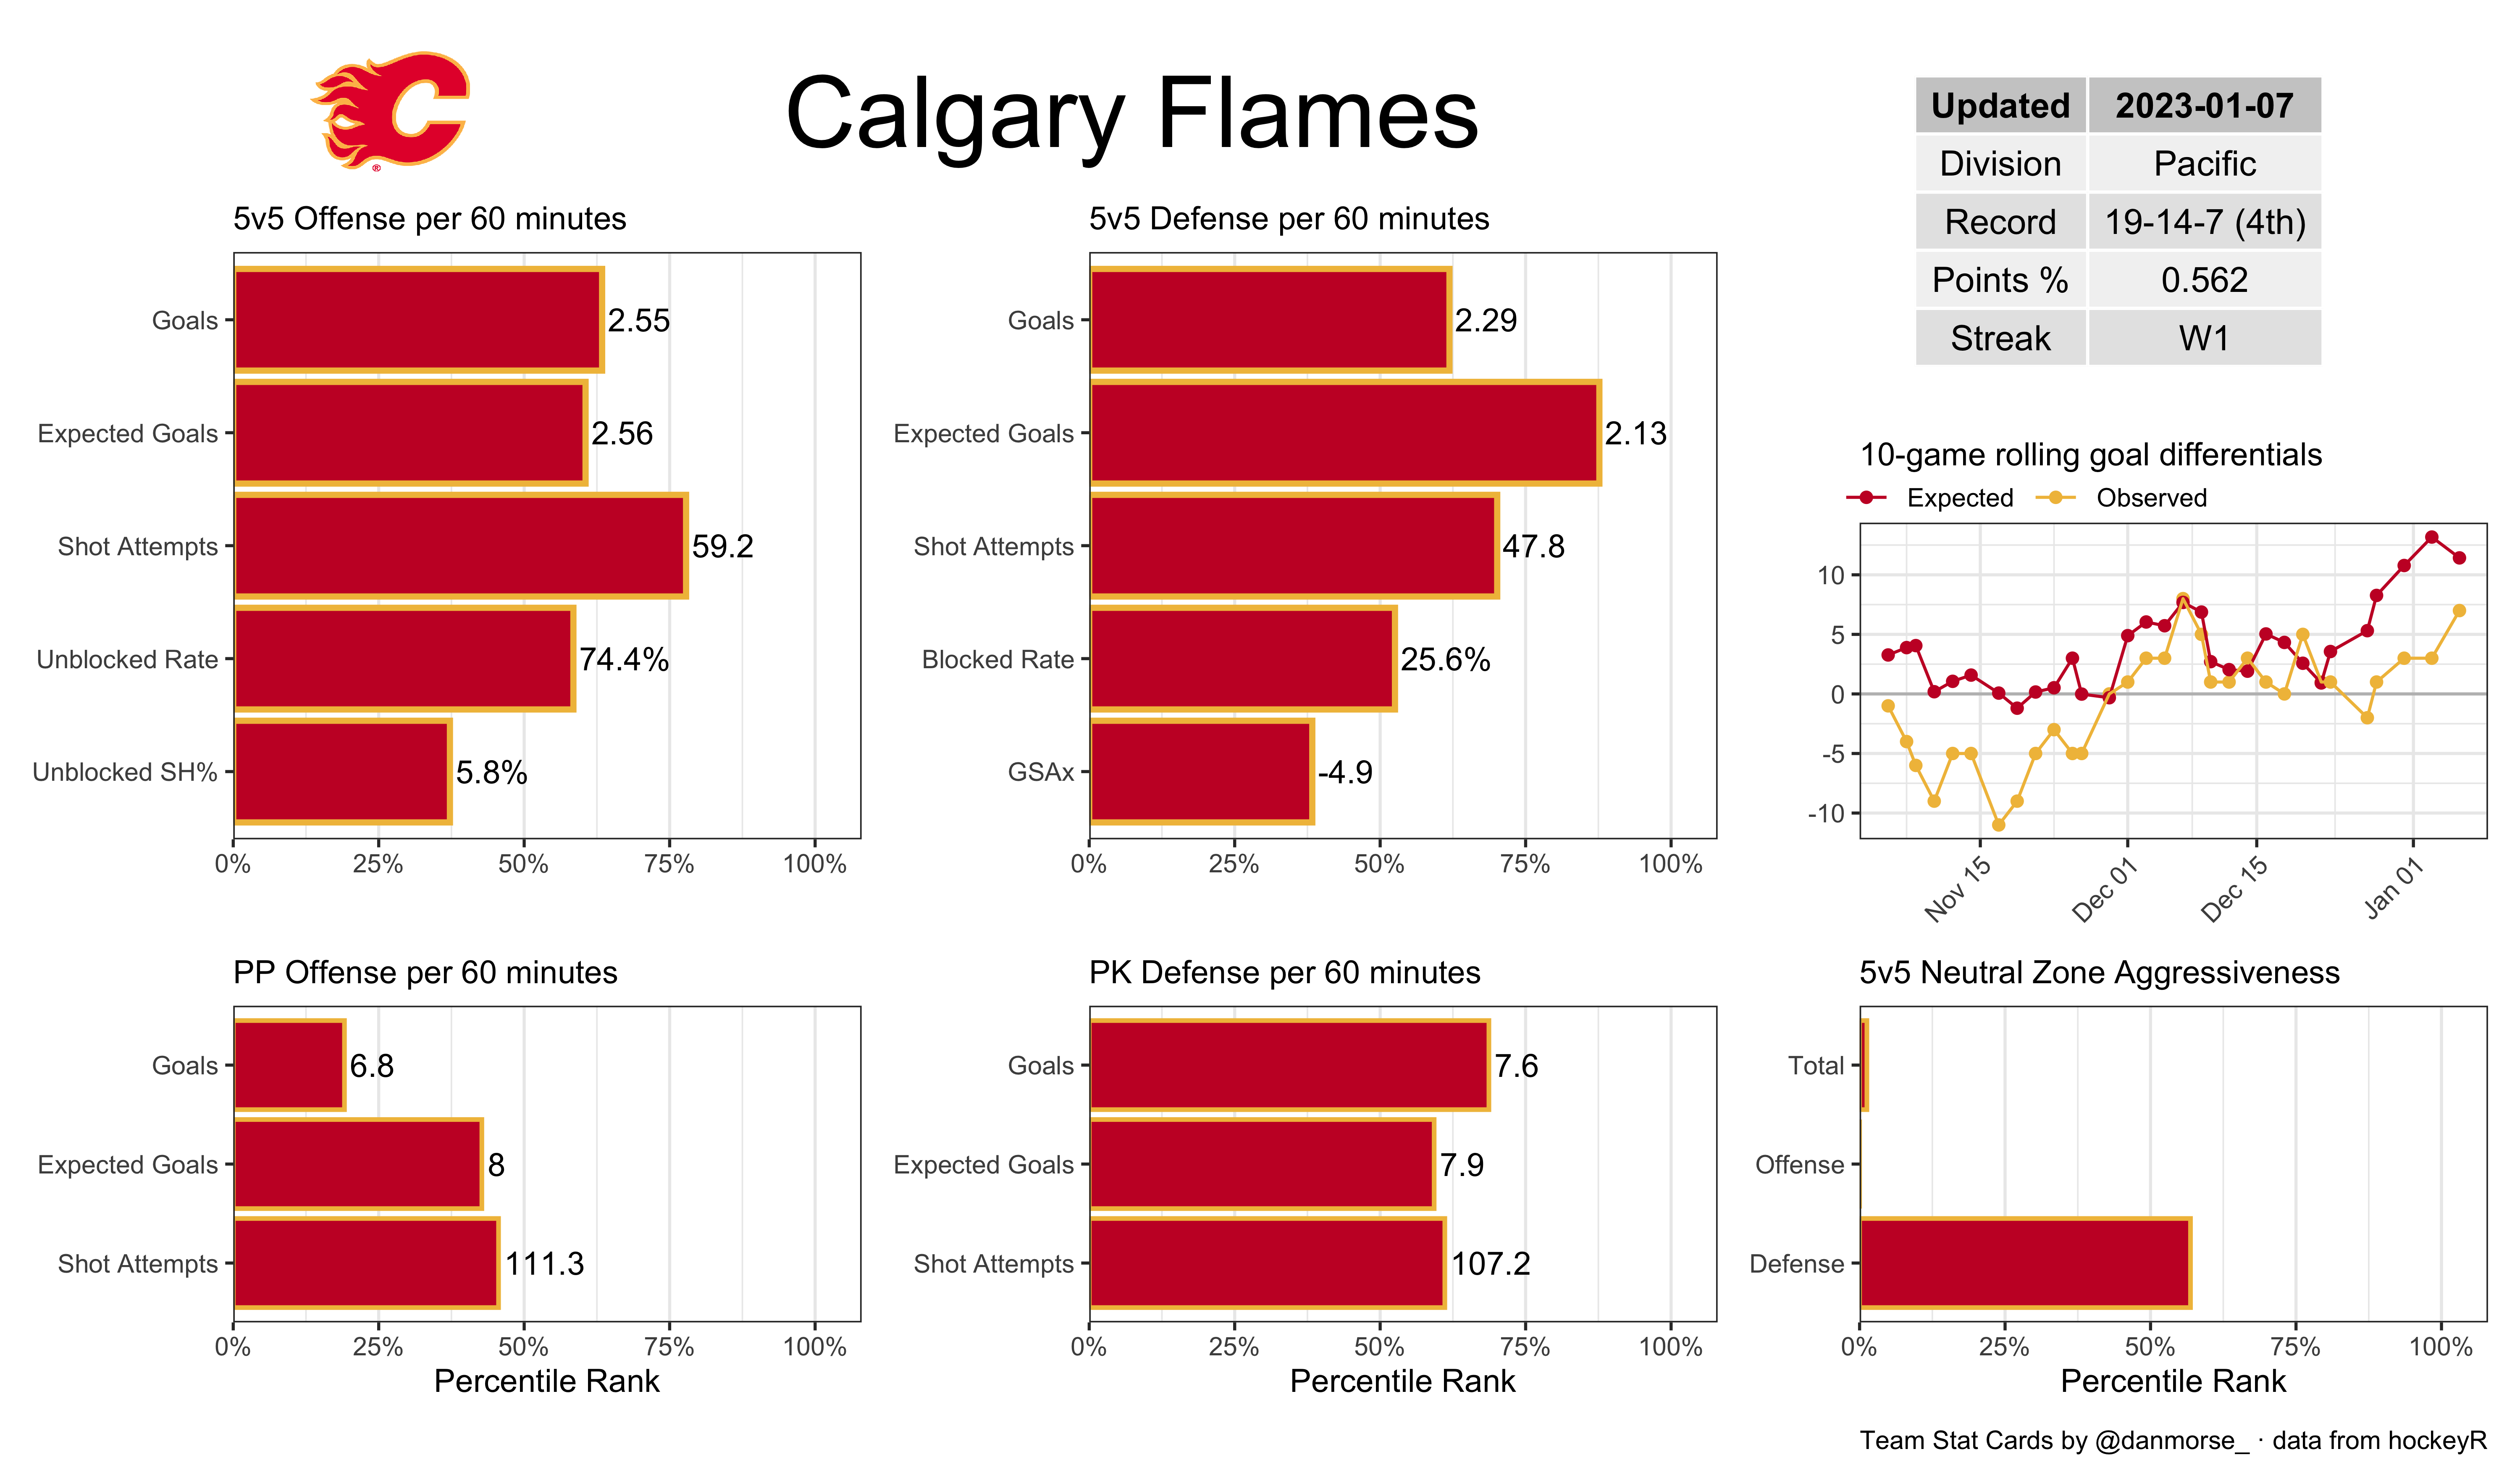 Calgary Flames
®
Updated 2023-01-07
Division Pacific
Record 19-14-7 (4th)
Points % 0.562
Streak W1
5v5 Offense per 60 minutes
Goals 2.55
Expected Goals 2.56
Shot Attempts 59.2
Unblocked Rate 74.4%
Unblocked SH% 5.8%
0% 25% 50% 75% 100%
5v5 Defense per 60 minutes
Goals 2.29
Expected Goals 2.13
Shot Attempts 47.8
Blocked Rate 25.6%
GSAx -4.9
0% 25% 50% 75% 100%
10-game rolling goal differentials
Expected Observed
10
5
0
-5
-10
Nov 15 Dec 01 Dec 15 Jan 01
PP Offense per 60 minutes
Goals 6.8
Expected Goals 8
Shot Attempts 111.3
0% 25% 50% 75% 100%
Percentile Rank
PK Defense per 60 minutes
Goals 7.6
Expected Goals 7.9
Shot Attempts 107.2
0% 25% 50% 75% 100%
Percentile Rank
5v5 Neutral Zone Aggressiveness
Total
Offense
Defense
0% 25% 50% 75% 100%
Percentile Rank
Team Stat Cards by @danmorse_ · data from hockeyR